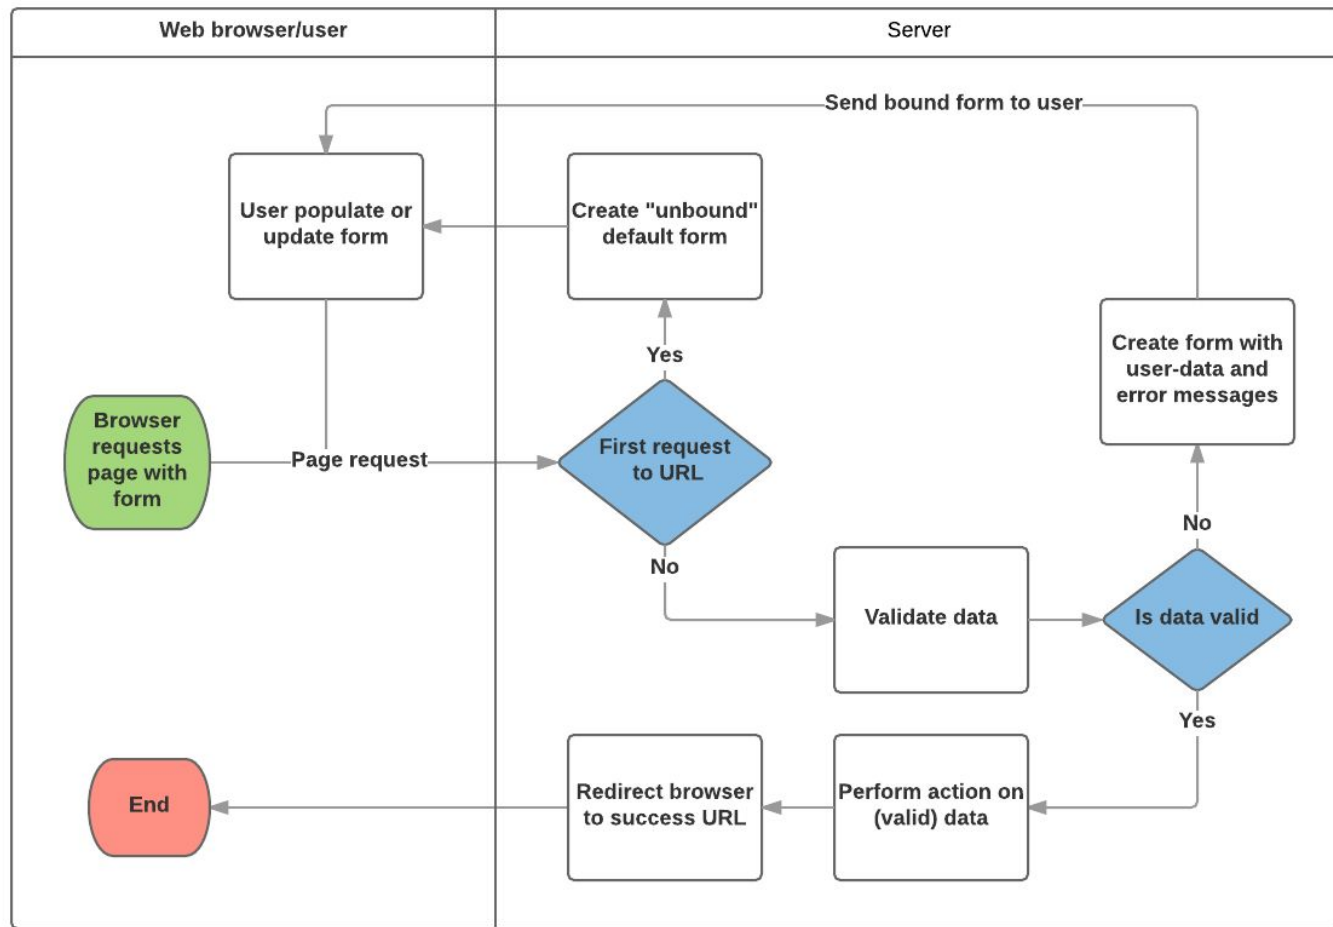 Web browser/user
Server
Send bound form to user
User populate or
update form
Create "unbound"
default form
Yes
Create form with
user-data and
error messages
Browser
requests
page with
form
Page request
First request
to URL
No
No
Validate data
Is data valid
Yes
End
Redirect browser
to success URL
Perform action on
(valid) data